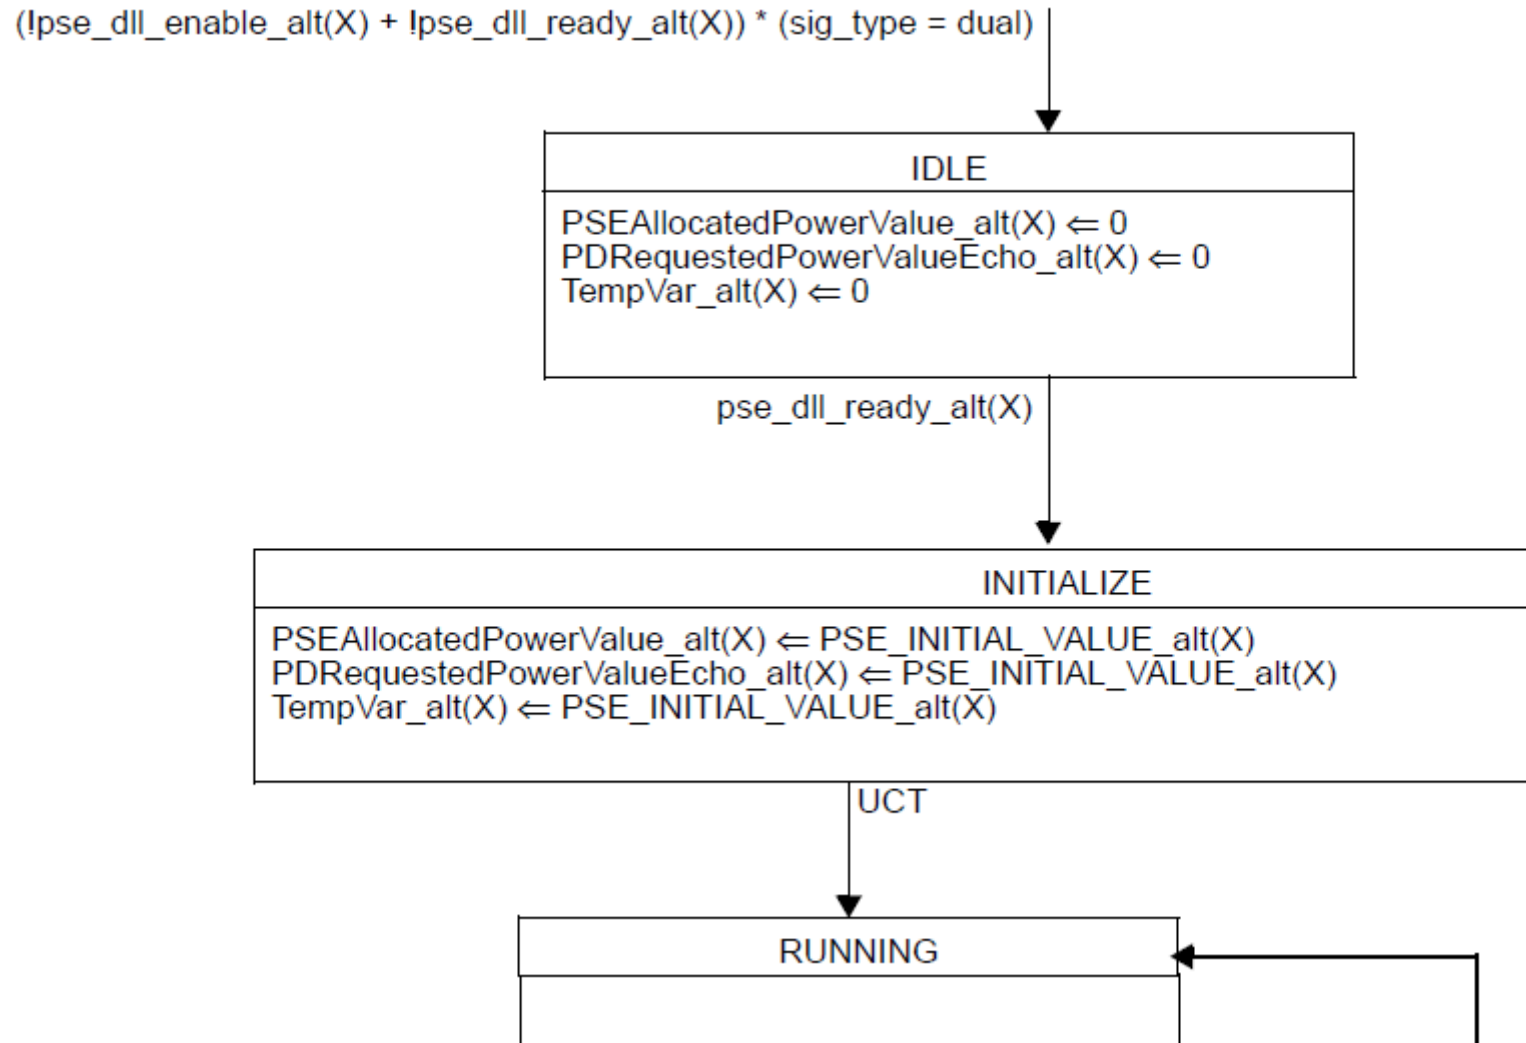 (!pse_dll_enable_alt(X) + !pse_dll_ready_alt(X)) * (sig_type = dual)
IDLE
PSEAllocatedPowerValue_alt(X) ⇐ 0
PDRequestedPowerValueEcho_alt(X) ⇐ 0
TempVar_alt(X) ⇐ 0
pse_dll_ready_alt(X)
INITIALIZE
PSEAllocatedPowerValue_alt(X) ⇐ PSE_INITIAL_VALUE_alt(X)
PDRequestedPowerValueEcho_alt(X) ⇐ PSE_INITIAL_VALUE_alt(X)
TempVar_alt(X) ⇐ PSE_INITIAL_VALUE_alt(X)
UCT
RUNNING